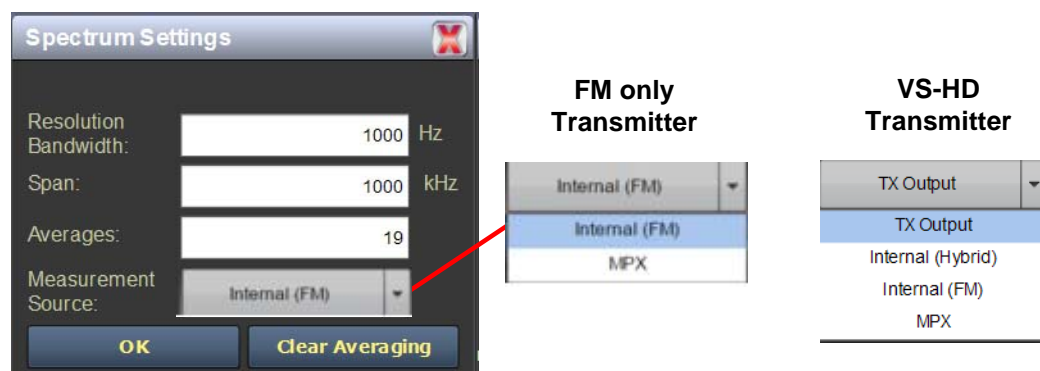 Spectrum Settings
Resolution
Bandwidth:
1000 Hz
Span:
1000 kHz
Averages:
19
Measurement
Source:
Internal (FM)
OK
Clear Averaging
FM only
Transmitter
Internal (FM)
Internal (FM)
MPX
VS-HD
Transmitter
TX Output
TX Output
Internal (Hybrid)
Internal (FM)
MPX